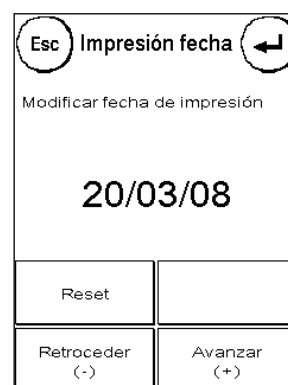 Esc Impresión fecha
Modificar fecha de impresión
20/03/08
Reset
Retroceder Avanzar
(-) (+)